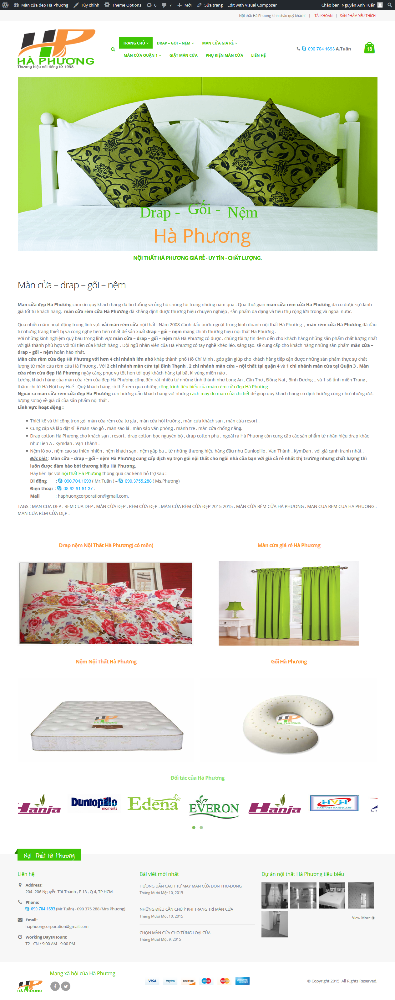 Màn cửa đẹp Hà Phương Tùy chỉnh Theme Options 6 7 Mới Sửa trang Edit with Visual Composer Chào bạn, Nguyễn Anh Tuấn
Nội thất Hà Phương kính chào quý khách! | TÀI KHOẢN | SẢN PHẨM YÊU THÍCH
HP
HÀ PHƯƠNG
Thương hiệu nổi tiếng từ 1998
TRANG CHỦ DRAP – GỐI – NỆM MÀN CỬA GIÁ RẺ
MÀN CỬA QUẬN 1 GIẶT MÀN CỬA PHỤ KIỆN MÀN CỬA LIÊN HỆ
090 704 1693 A.Tuấn
18
Drap - Gối - Nệm
Hà Phương
NỘI THẤT HÀ PHƯƠNG GIÁ RẺ - UY TÍN - CHẤT LƯỢNG.
Màn cửa – drap – gối – nệm
Màn cửa đẹp Hà Phương cám ơn quý khách hàng đã tin tưởng và ủng hộ chúng tôi trong những năm qua . Qua thời gian màn cửa rèm cửa Hà Phương đã có được sự đánh
giá tốt từ khách hàng, màn cửa rèm cửa Hà Phương đã khẳng định được thương hiệu chuyên nghiệp , sản phẩm đa dạng và tiêu thụ rộng lớn trong và ngoài nước.
Qua nhiều năm hoạt động trong lĩnh vực vải màn rèm cửa nội thất . Năm 2008 đánh dấu bước ngoặt trong kinh doanh nội thất Hà Phương , màn rèm cửa Hà Phương đã đầu
tư những trang thiết bị và công nghệ tiên tiến nhất để sản xuất drap – gối – nệm mang chính thương hiệu nội thất Hà Phương .
Với những kinh nghiệm quý báu trong lĩnh vực màn cửa – drap – gối – nệm mà Hà Phương có được , chúng tôi tự tin đem đến cho khách hàng những sản phẩm chất lượng nhất
với giá thành phù hợp với túi tiền của khách hàng . Đội ngũ nhân viên của Hà Phương có tay nghề khéo léo, sáng tạo, sẽ cung cấp cho khách hàng những sản phẩm màn cửa –
drap – gối – nệm hoàn hảo nhất.
Màn cửa rèm cửa đẹp Hà Phương với hơn 4 chi nhánh lớn nhỏ khắp thành phố Hồ Chí Minh , góp gần giúp cho khách hàng tiếp cận được những sản phẩm thực sự chất
lượng từ màn cửa rèm cửa Hà Phương . Với 2 chi nhánh màn cửa tại Bình Thạnh , 2 chi nhánh màn cửa – nội thất tại quận 4 và 1 chi nhánh màn cửa tại Quận 3 . Màn
rèm cửa đẹp Hà Phương ngày càng phục vụ tốt hơn tới quý khách hàng tại bất kì vùng miền nào .
Lượng khách hàng của màn cửa rèm cửa đẹp Hà Phương cũng đến rất nhiều từ những tỉnh thành như Long An , Cần Thơ , Đồng Nai , Bình Dương .. và 1 số tỉnh miền Trung ,
thậm chí từ Hà Nội hay Huế . Quý khách hàng có thể xem qua những công trình tiêu biểu của màn rèm cửa đẹp Hà Phương .
Ngoài ra màn cửa rèm cửa đẹp Hà Phương còn hướng dẫn khách hàng với những cách may đo màn cửa chi tiết để giúp quý khách hàng có định hướng cũng như những ước
lượng sơ bộ về giá cả của sản phẩm nội thất .
Lĩnh vực hoạt động :
Thiết kế và thi công trọn gói màn cửa rèm cửa tư gia , màn cửa hội trường , màn cửa khách sạn , màn cửa resort .
Cung cấp và lắp đặt sỉ lẻ màn sáo gỗ , màn sáo lá , màn sáo văn phòng , mành tre , màn cửa chống nắng.
Drap cotton Hà Phương cho khách sạn , resort , drap cotton bọc nguyên bộ , drap cotton phủ , ngoài ra Hà Phương còn cung cấp các sản phẩm từ nhãn hiệu drap khác
như Lien A , Kymdan , Vạn Thành .
Nệm lò xo , nệm cao su thiên nhiên , nệm khách sạn , nệm gấp ba .. từ những thương hiệu hàng đầu như Dunlopillo , Van Thành , KymDan . với giá cạnh tranh nhất .
Đặc biệt : Màn cửa – drap – gối – nệm Hà Phương cung cấp dịch vụ trọn gói nội thất cho ngôi nhà của bạn với giá cả rẻ nhất thị trường nhưng chất lượng thì
luôn được đảm bảo bởi thương hiệu Hà Phương.
Hãy liên lạc với nội thất Hà Phương thông qua các kênh hỗ trợ sau :
Di động : 090.704.1693 ( Mr.Tuấn ) – 090.3755.288 ( Ms.Phương)
Điện thoại : 08.62.61.61.37 .
Mail : haphuongcorporation@gmail.com.
TAGS : MAN CUA DEP , REM CUA DEP , MÀN CỬA ĐẸP , RÈM CỬA ĐẸP , MÀN CỬA RÈM CỬA ĐẸP 2015 2015 , MÀN CỬA RÈM CỬA HÀ PHƯƠNG , MAN CUA REM CUA HA PHUONG ,
MAN CỬA RÈM CỬA ĐẸP .
Drap nệm Nội Thất Hà Phương( có mền) Màn cửa giá rẻ Hà Phương
Nệm Nội Thất Hà Phương Gối Hà Phương
HP
HÀ PHƯƠNG
HP
HÀ PHƯƠNG
Đối tác của Hà Phương
Hanja Dunlopillo moments Edena EVERON Hanja HVH
HAN VIET HAI CO.,LTD
Nội Thất Hà Phương
Liên hệ
Address:
204 -206 Nguyễn Tất Thành , P 13 , Q 4, TP HCM
Phone:
090 704 1693 (Mr Tuấn) - 090 375 288 (Mrs Phương)
Email:
haphuongcorporation@gmail.com
Working Days/Hours:
T2 - CN / 9:00 AM - 9:00 PM
Bài viết mới nhất
HƯỚNG DẪN CÁCH TỰ MAY MÀN CỬA ĐÓN THU-ĐÔNG
Tháng Mười Một 10, 2015
NHỮNG ĐIỀU CẦN CHÚ Ý KHI TRANG TRÍ MÀN CỬA
Tháng Mười Một 10, 2015
CHỌN MÀN CỬA CHO TỪNG LOẠI CỬA
Tháng Mười Một 9, 2015
Dự án nội thất Hà Phương tiêu biểu
View More
HP
HÀ PHƯƠNG
Mạng xã hội của Hà Phương
VISA PayPal DISCOVER Maestro MasterCard AMERICAN EXPRESS
© Copyright 2015. All Rights Reserved.